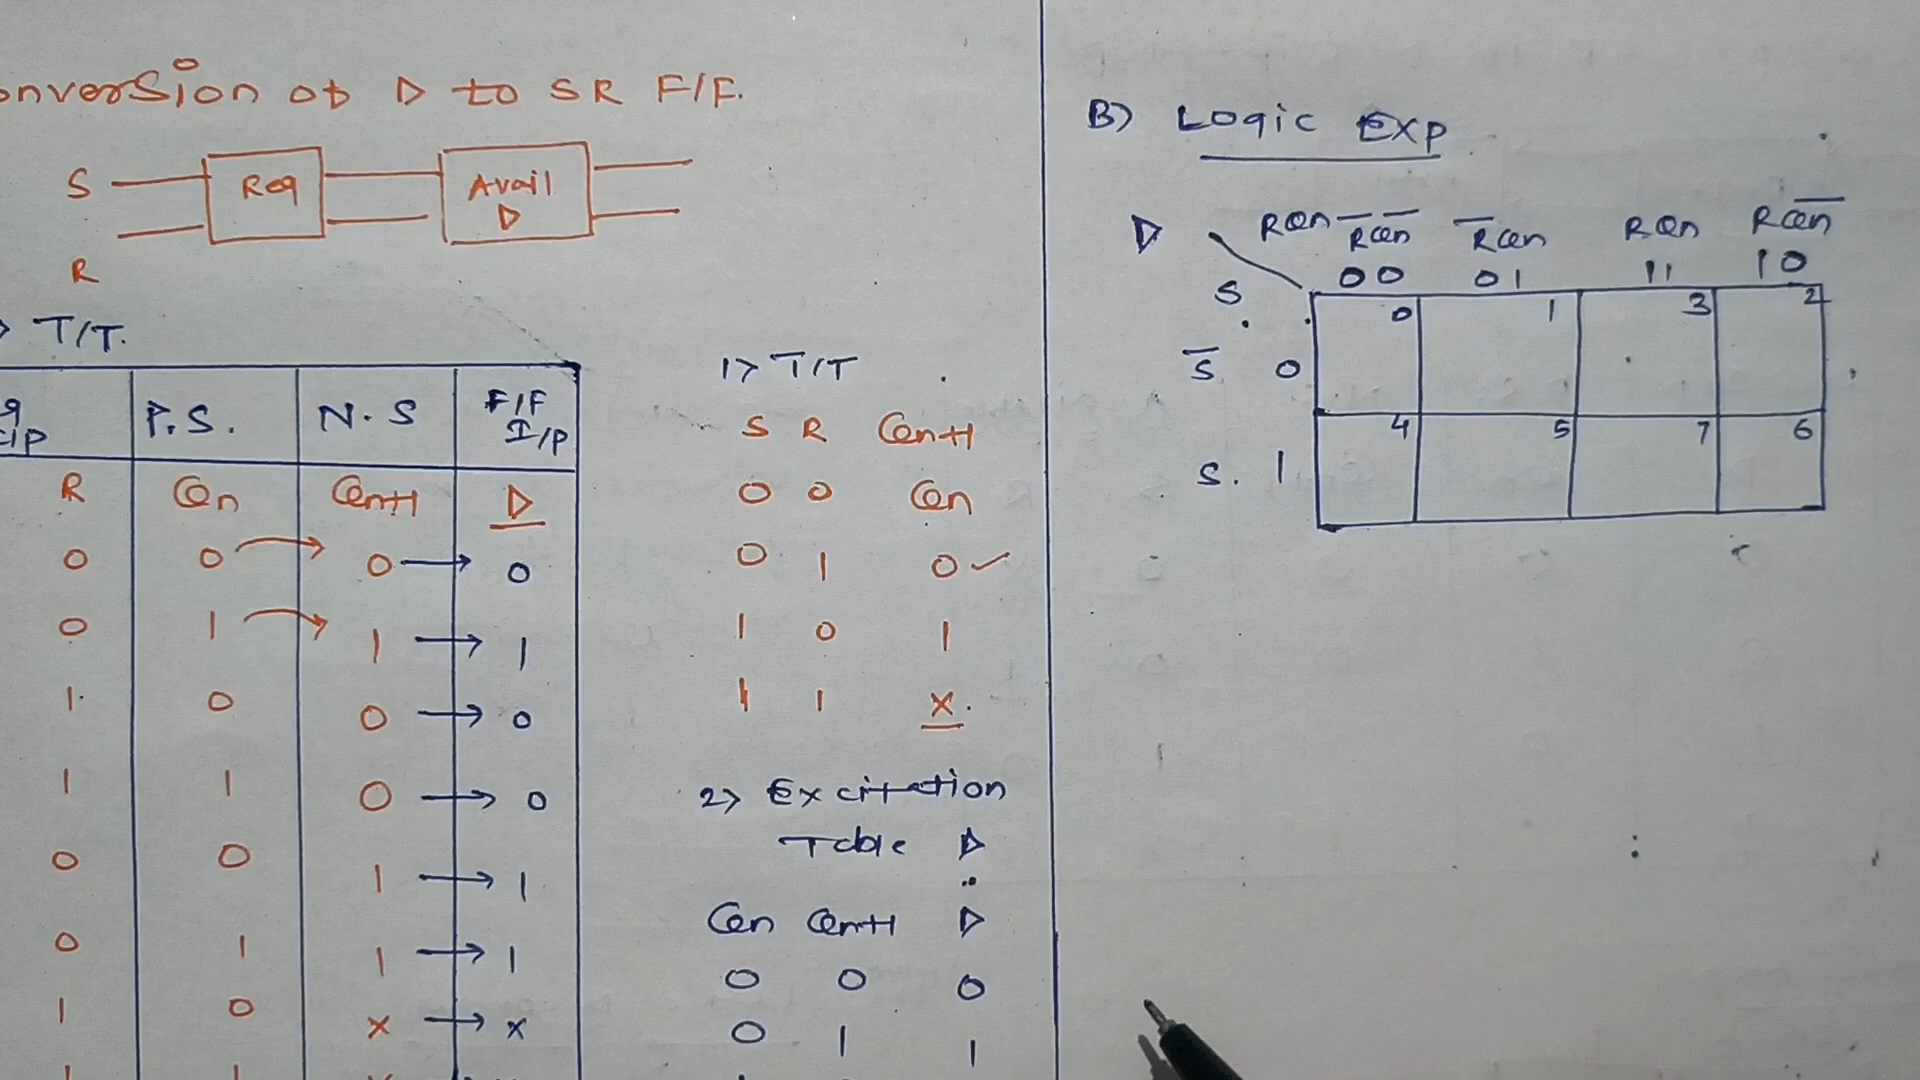 onversion of D to SR F/F.
S
Req
Avail
D
R
T/T.
P.S.
N.S
F/F
I/P
I/P
R Qn Qn+1 D
0 0 0 0
0 1 1 1
1 0 0 0
1 1 0 0
0 0 1 1
0 1 1 1
1 0 x x
1) T/T
S R Qn+1
0 0 Qn
0 1 0 ✓
1 0 1
1 1 x
2) Excitation
Table D
Qn Qn+1 D
0 0 0
0 1 1
B) Logic Exp
D RQn R̅Q̅n̅ R̅Qn RQn RQ̅n̅
00 01 11 10
S
0 1 3 2
S̅ 0
4 5 7 6
S. 1